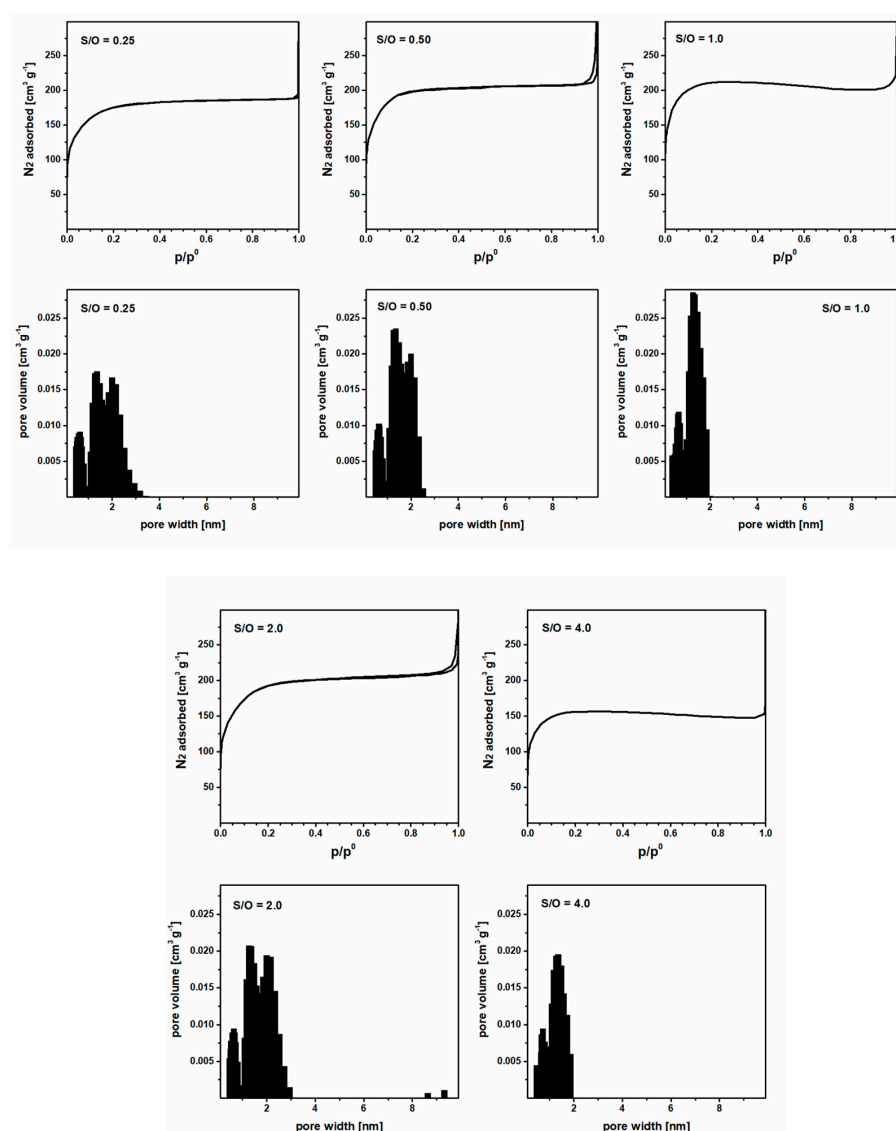 S/O = 0.25
N₂ adsorbed [cm³ g⁻¹]
250
200
150
100
50
0.0 0.2 0.4 0.6 0.8 1.0
p/p⁰
S/O = 0.50
N₂ adsorbed [cm³ g⁻¹]
250
200
150
100
50
0.0 0.2 0.4 0.6 0.8 1.0
p/p⁰
S/O = 1.0
N₂ adsorbed [cm³ g⁻¹]
250
200
150
100
50
0.0 0.2 0.4 0.6 0.8 1.0
p/p⁰
S/O = 0.25
pore volume [cm³ g⁻¹]
0.025
0.020
0.015
0.010
0.005
2 4 6 8
pore width [nm]
S/O = 0.50
pore volume [cm³ g⁻¹]
0.025
0.020
0.015
0.010
0.005
2 4 6 8
pore width [nm]
S/O = 1.0
pore volume [cm³ g⁻¹]
0.025
0.020
0.015
0.010
0.005
2 4 6 8
pore width [nm]
S/O = 2.0
N₂ adsorbed [cm³ g⁻¹]
250
200
150
100
50
0.0 0.2 0.4 0.6 0.8 1.0
p/p⁰
S/O = 4.0
N₂ adsorbed [cm³ g⁻¹]
250
200
150
100
50
0.0 0.2 0.4 0.6 0.8 1.0
p/p⁰
S/O = 2.0
pore volume [cm³ g⁻¹]
0.025
0.020
0.015
0.010
0.005
2 4 6 8
pore width [nm]
S/O = 4.0
pore volume [cm³ g⁻¹]
0.025
0.020
0.015
0.010
0.005
2 4 6 8
pore width [nm]